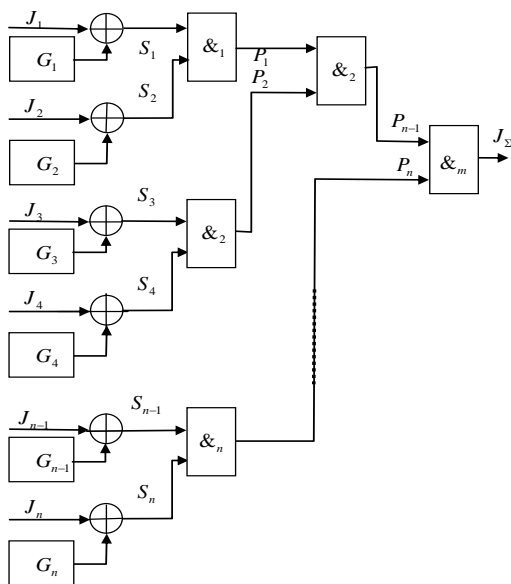 J₁
G₁
S₁
&₁
P₁
J₂
G₂
S₂
P₂
&₂
J₃
G₃
S₃
&₂
J₄
G₄
S₄
Pₙ₋₁
Pₙ
&ₘ
J_Σ
Jₙ₋₁
Gₙ₋₁
Sₙ₋₁
&ₙ
Jₙ
Gₙ
Sₙ